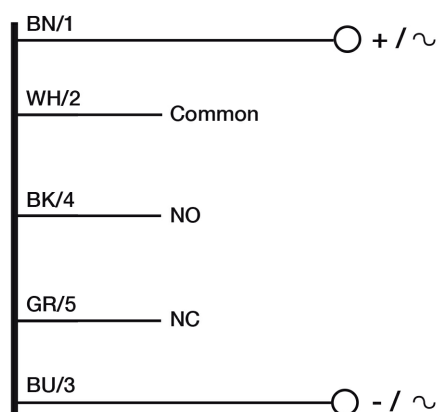 BN/1
+ / ∿
WH/2
Common
BK/4
NO
GR/5
NC
BU/3
- / ∿